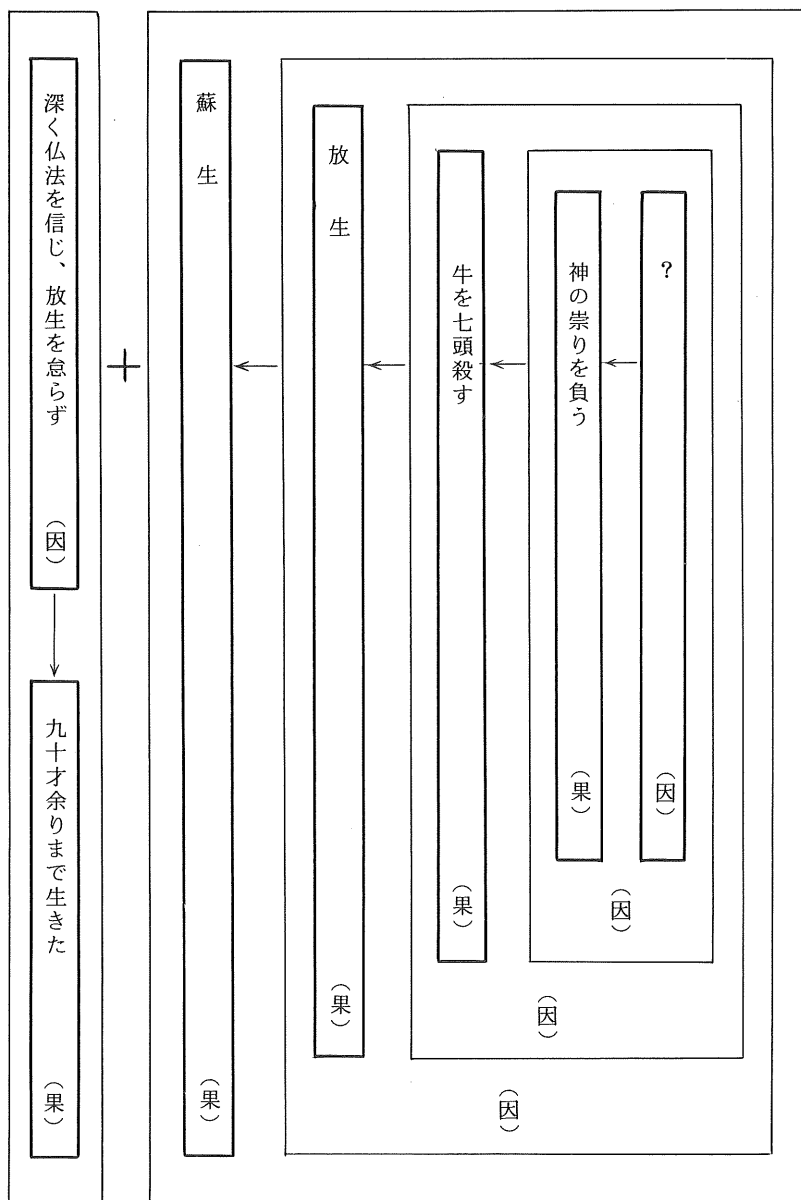 ？
（因）
神の祟りを負う
（果）
（因）
牛を七頭殺す
（果）
（因）
放生
（果）
（因）
蘇生
（果）
＋
深く仏法を信じ、放生を怠らず
（因）
九十才余りまで生きた
（果）